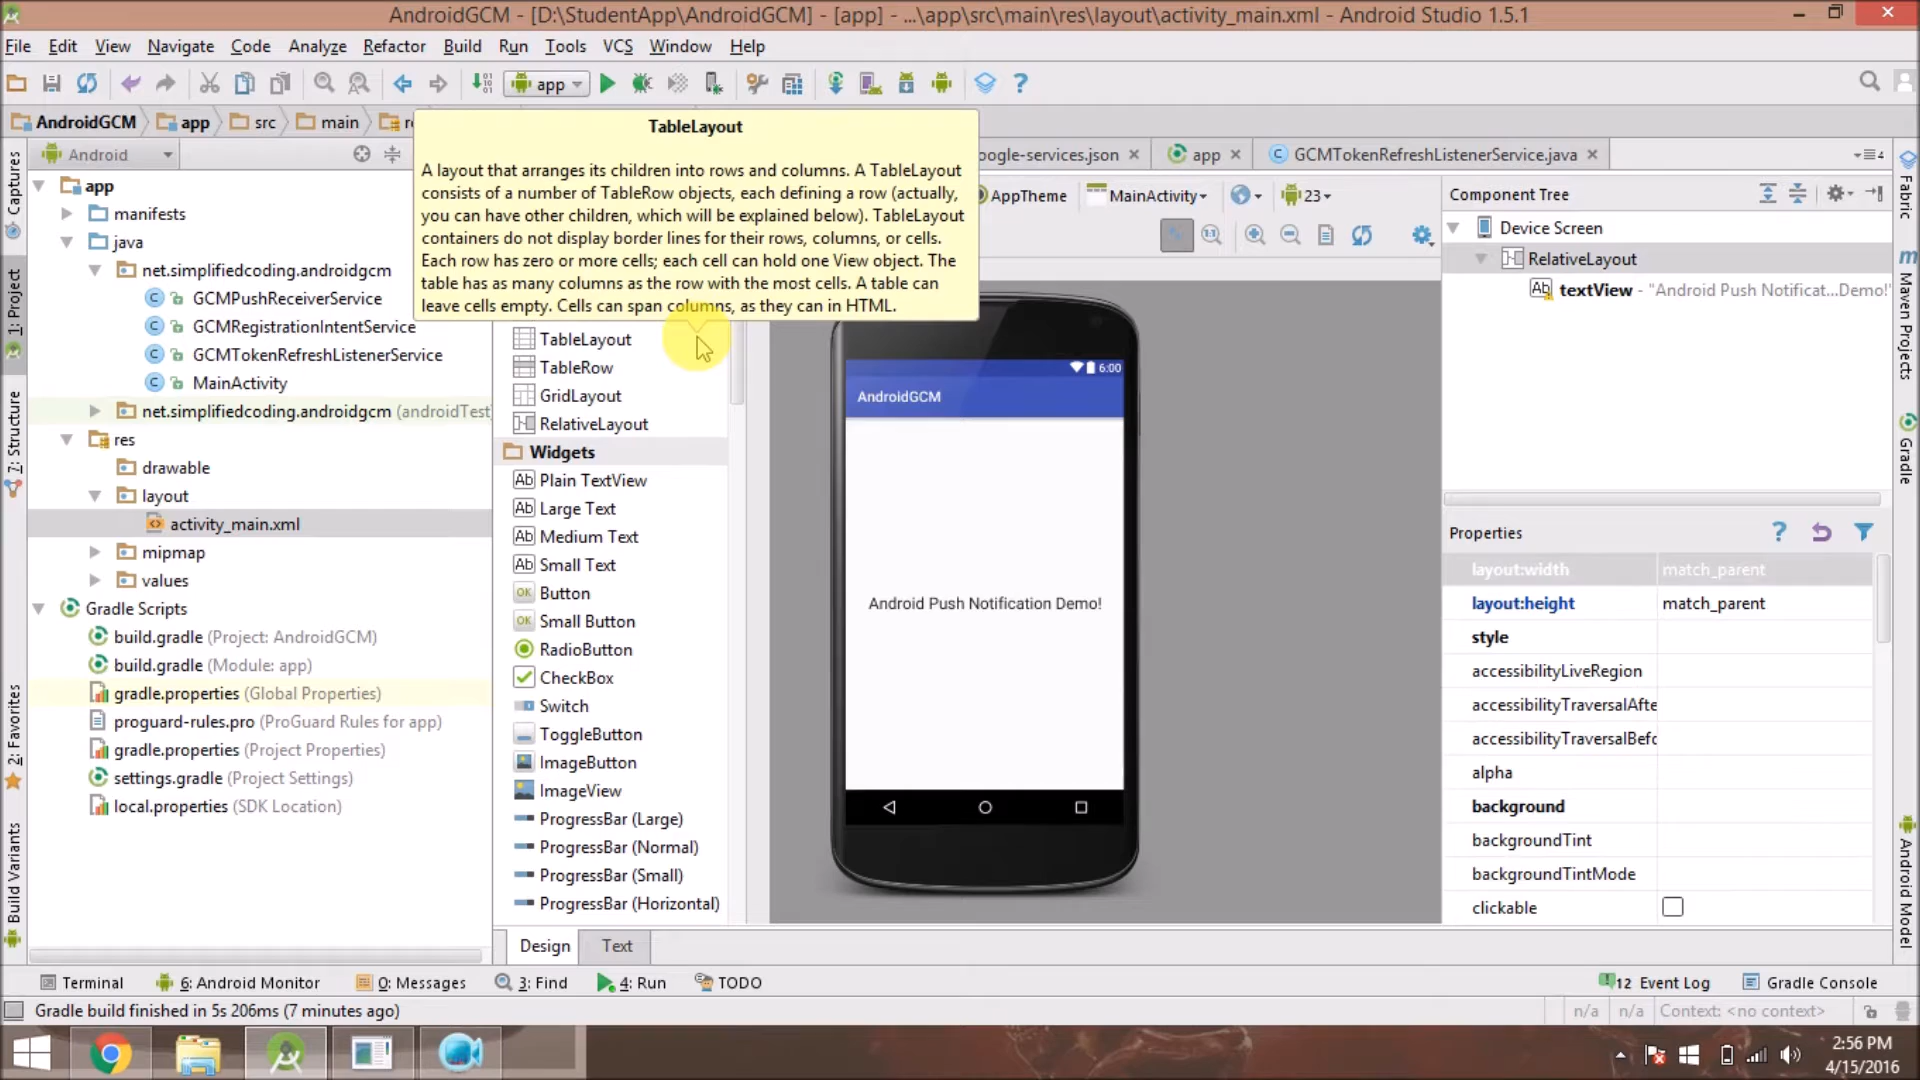 AndroidGCM - [D:\StudentApp\AndroidGCM] - [app] - ...\app\src\main\res\layout\activity_main.xml - Android Studio 1.5.1
File Edit View Navigate Code Analyze Refactor Build Run Tools VCS Window Help
app
AndroidGCM app src main
TableLayout
A layout that arranges its children into rows and columns. A TableLayout
consists of a number of TableRow objects, each defining a row (actually,
you can have other children, which will be explained below). TableLayout
containers do not display border lines for their rows, columns, or cells.
Each row has zero or more cells; each cell can hold one View object. The
table has as many columns as the row with the most cells. A table can
leave cells empty. Cells can span columns, as they can in HTML.
Android
oogle-services.json app GCMTokenRefreshListenerService.java
AppTheme MainActivity 23
Captures
1: Project
7: Structure
2: Favorites
Build Variants
app
manifests
java
net.simplifiedcoding.androidgcm
GCMPushReceiverService
GCMRegistrationIntentService
GCMTokenRefreshListenerService
MainActivity
net.simplifiedcoding.androidgcm (androidTest)
res
drawable
layout
activity_main.xml
mipmap
values
Gradle Scripts
build.gradle (Project: AndroidGCM)
build.gradle (Module: app)
gradle.properties (Global Properties)
proguard-rules.pro (ProGuard Rules for app)
gradle.properties (Project Properties)
settings.gradle (Project Settings)
local.properties (SDK Location)
TableLayout
TableRow
GridLayout
RelativeLayout
Widgets
Ab Plain TextView
Ab Large Text
Ab Medium Text
Ab Small Text
OK Button
OK Small Button
RadioButton
CheckBox
Switch
ToggleButton
ImageButton
ImageView
ProgressBar (Large)
ProgressBar (Normal)
ProgressBar (Small)
ProgressBar (Horizontal)
6:00
AndroidGCM
Android Push Notification Demo!
Component Tree
Device Screen
RelativeLayout
Ab textView - "Android Push Notificat...Demo!"
Properties
layout:width match_parent
layout:height match_parent
style
accessibilityLiveRegion
accessibilityTraversalAfte
accessibilityTraversalBefo
alpha
background
backgroundTint
backgroundTintMode
clickable
Fabric
Maven Projects
Gradle
Android Model
Design Text
Terminal 6: Android Monitor 0: Messages 3: Find 4: Run TODO 12 Event Log Gradle Console
Gradle build finished in 5s 206ms (7 minutes ago) n/a n/a Context: <no context>
2:56 PM
4/15/2016